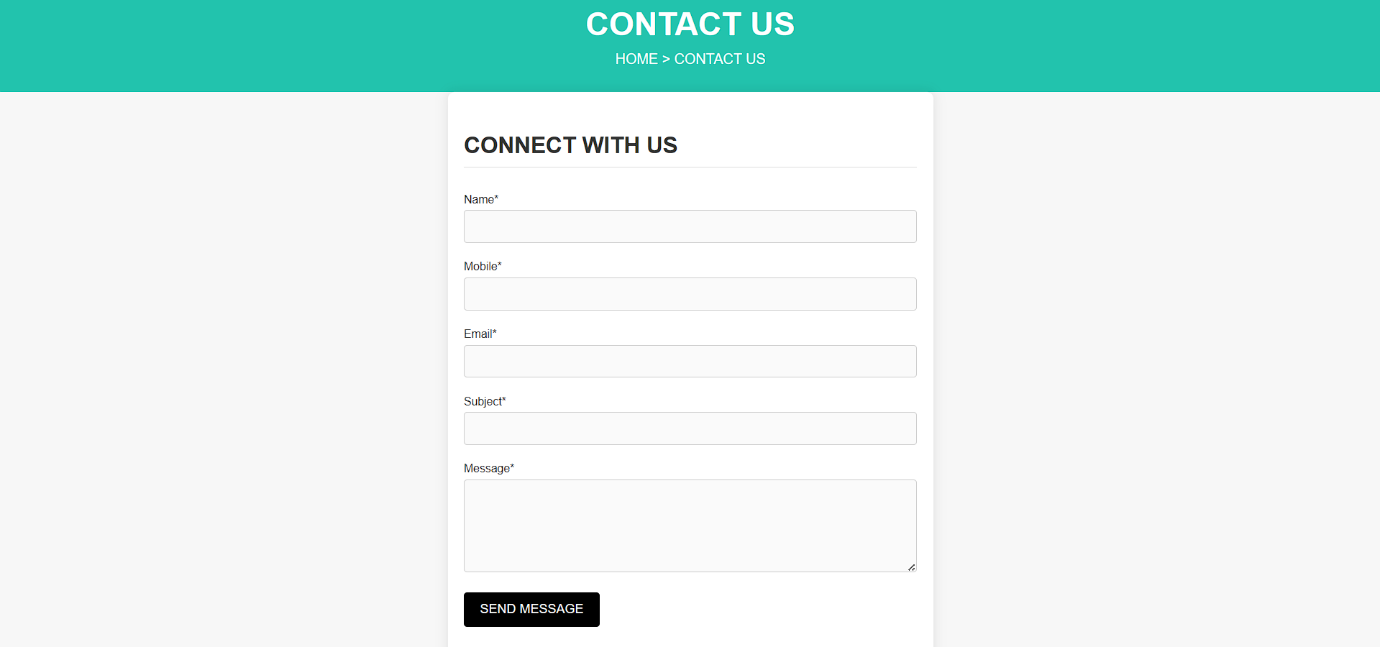 CONTACT US
HOME > CONTACT US
CONNECT WITH US
Name*
Mobile*
Email*
Subject*
Message*
SEND MESSAGE